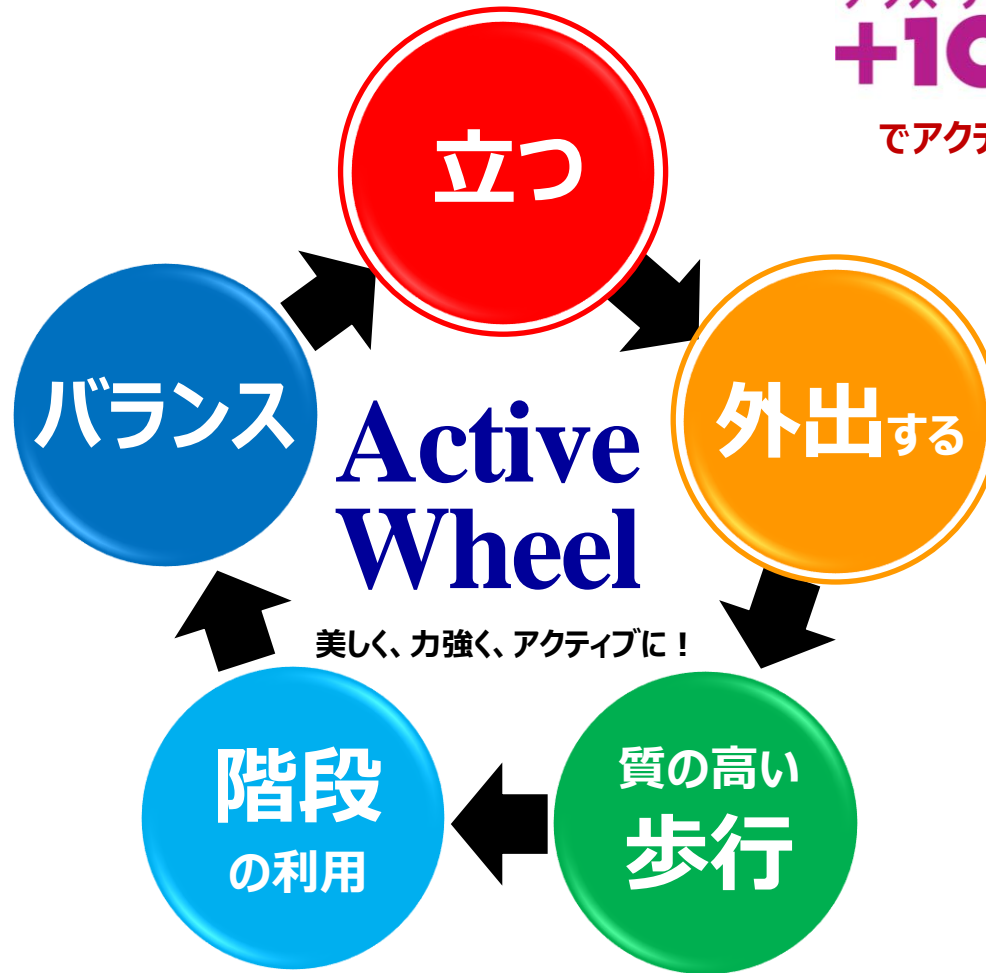 +10
でアクテ
立つ
外出する
バランス
Active
Wheel
美しく、力強く、アクティブに！
階段
の利用
質の高い
歩行